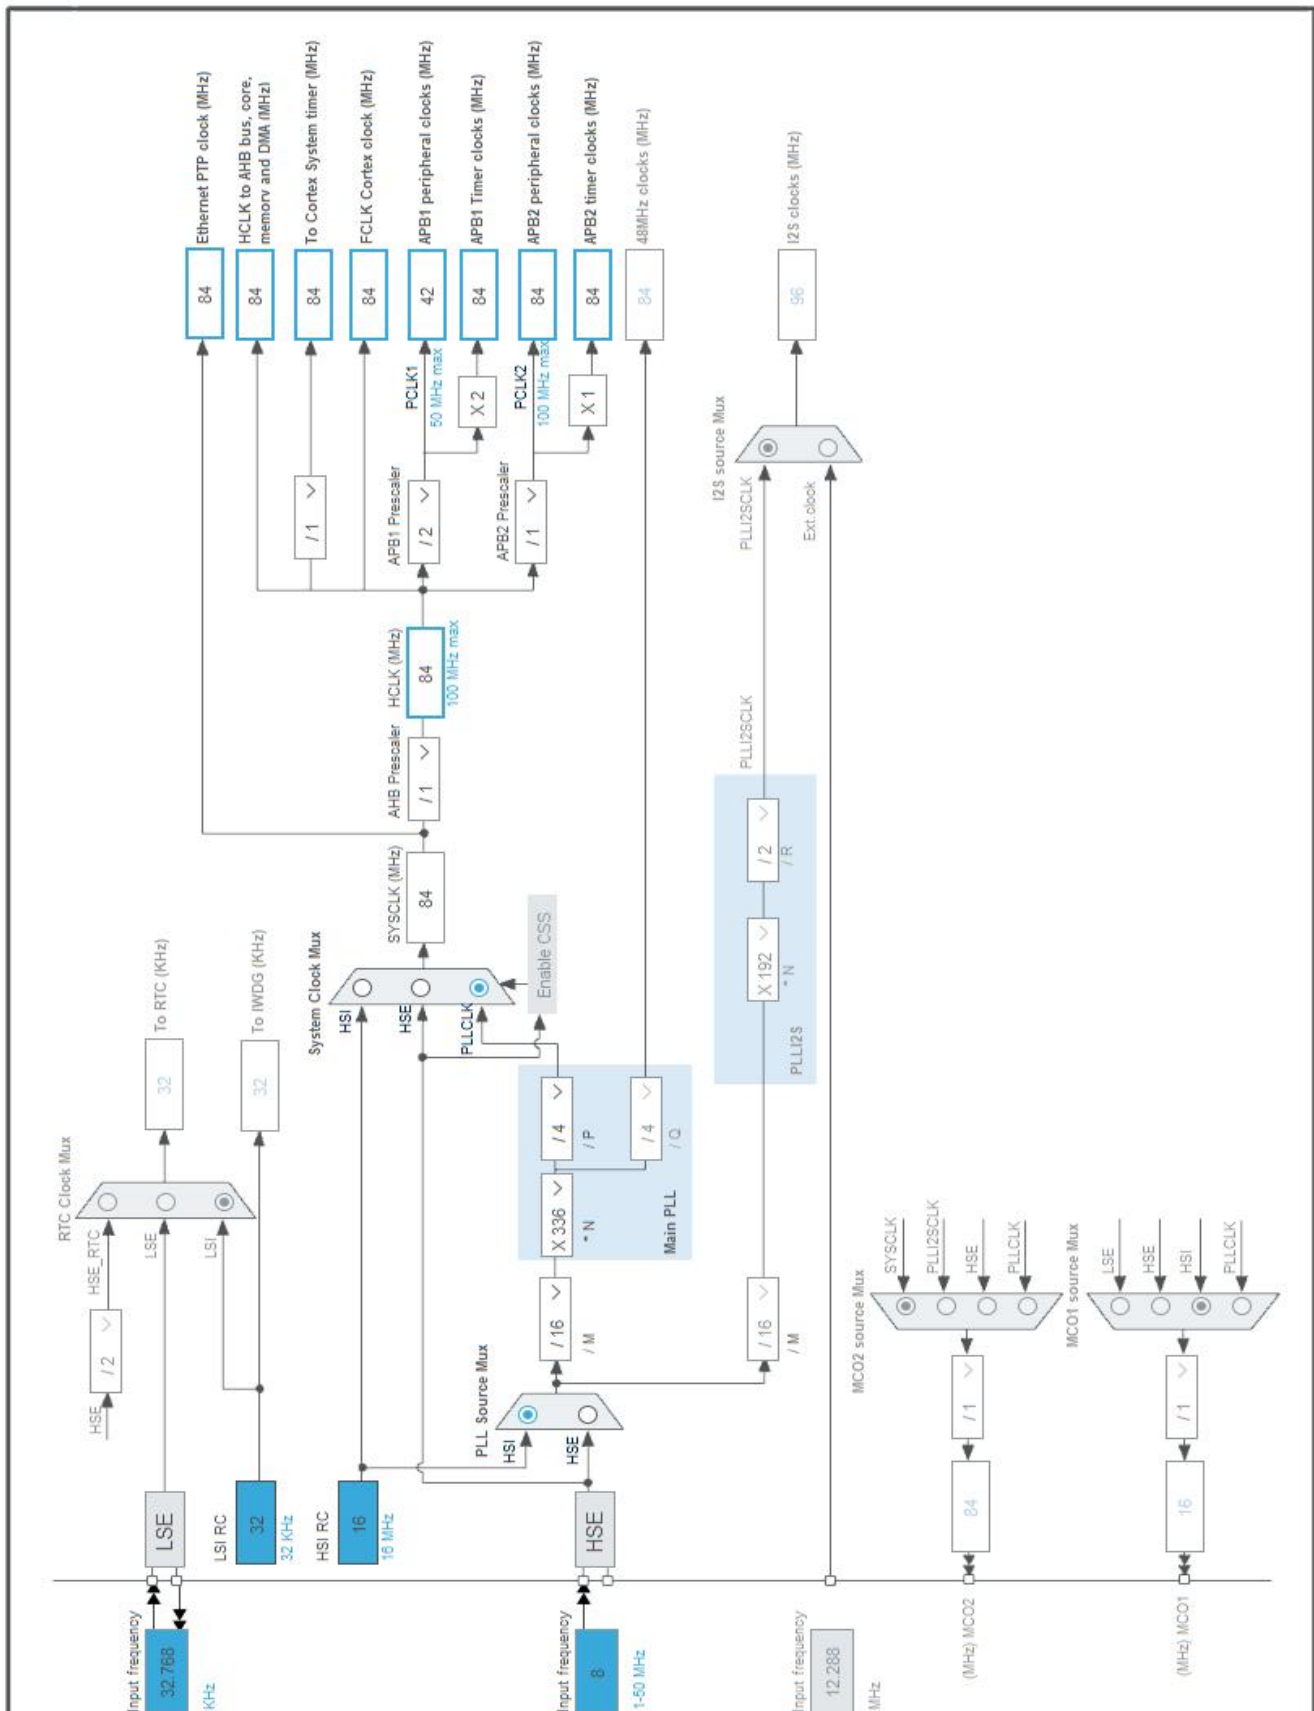 Input frequency
32.768
KHz
LSE
LSI RC
32
32 KHz
HSE
/ 2
HSE_RTC
LSE
LSI
RTC Clock Mux
32
To RTC (KHz)
32
To IWDG (KHz)
HSI RC
16
16 MHz
Input frequency
8
1-50 MHz
HSE
PLL Source Mux
HSI
HSE
/ 16
/ M
X 336
* N
/ 4
/ P
/ 4
/ Q
Main PLL
System Clock Mux
HSI
HSE
PLLCLK
Enable CSS
SYSCLK (MHz)
84
AHB Prescaler
/ 1
HCLK (MHz)
84
100 MHz max
/ 1
APB1 Prescaler
/ 2
APB2 Prescaler
/ 1
PCLK1
50 MHz max
X 2
PCLK2
100 MHz max
X 1
84
Ethernet PTP clock (MHz)
84
HCLK to AHB bus, core,
memory and DMA (MHz)
84
To Cortex System timer (MHz)
84
FCLK Cortex clock (MHz)
42
APB1 peripheral clocks (MHz)
84
APB1 Timer clocks (MHz)
84
APB2 peripheral clocks (MHz)
84
APB2 timer clocks (MHz)
84
48MHz clocks (MHz)
/ 16
/ M
X 192
* N
/ 2
/ R
PLLI2S
PLLI2SCLK
PLLI2SCLK
I2S source Mux
Ext.clock
96
I2S clocks (MHz)
Input frequency
12.288
MHz
MCO2 source Mux
SYSCLK
PLLI2SCLK
HSE
PLLCLK
/ 1
84
(MHz) MCO2
MCO1 source Mux
LSE
HSE
HSI
PLLCLK
/ 1
16
(MHz) MCO1